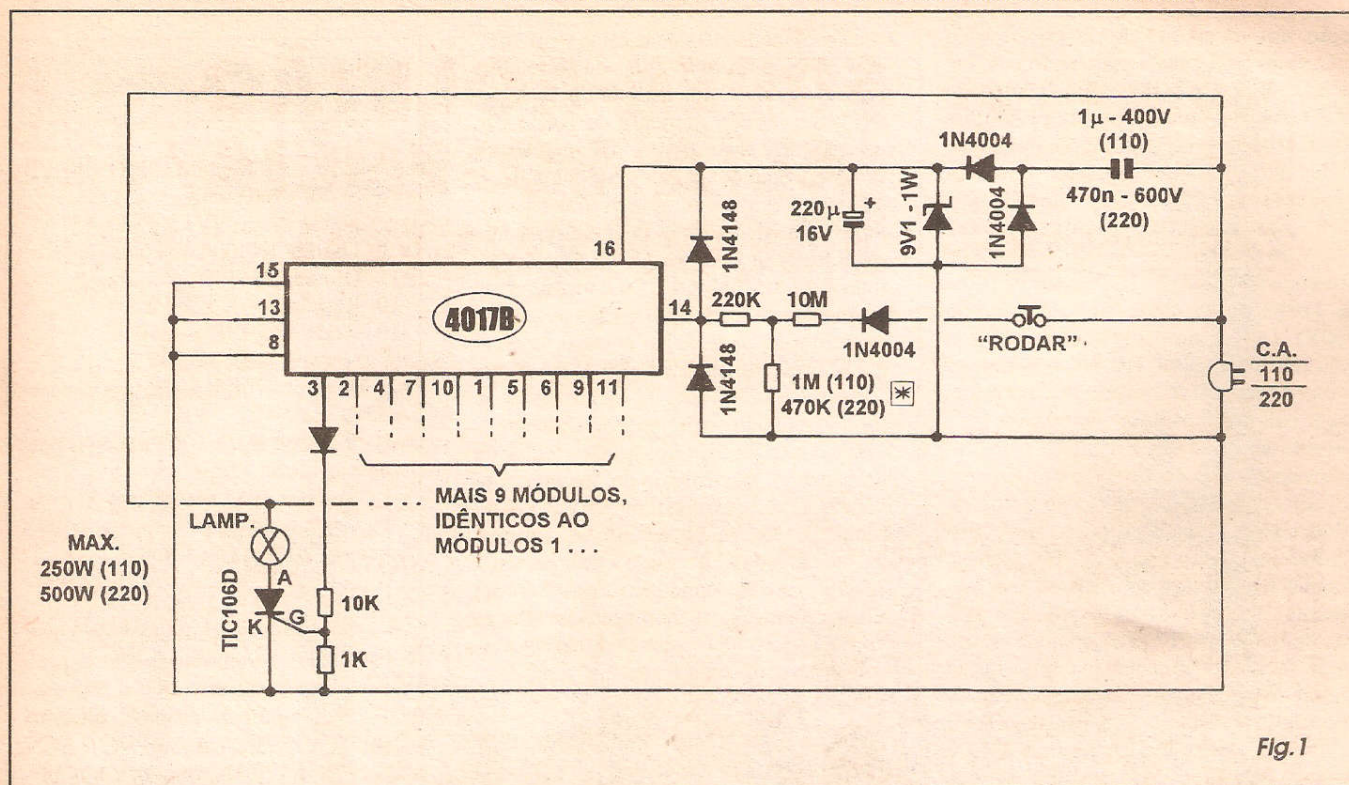 1µ - 400V
(110)
1N4004
470n - 600V
(220)
1N4004
9V1 - 1W
220µ +
16V
1N4148
16
15
13
8
4017B
14
220K
10M
1N4004
"RODAR"
C.A.
110
220
1N4148
1M (110)
470K (220) *
3 2 4 7 10 1 5 6 9 11
MAIS 9 MÓDULOS,
IDÊNTICOS AO
MÓDULOS 1 . . .
LAMP.
MAX.
250W (110)
500W (220)
TIC106D
A
K
G
10K
1K
Fig.1